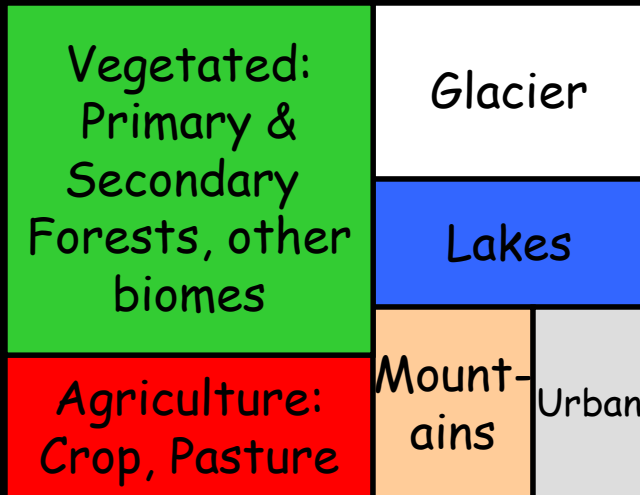 Vegetated:
Primary &
Secondary
Forests, other
biomes
Glacier
Lakes
Agriculture:
Crop, Pasture
Mount-
ains
Urban